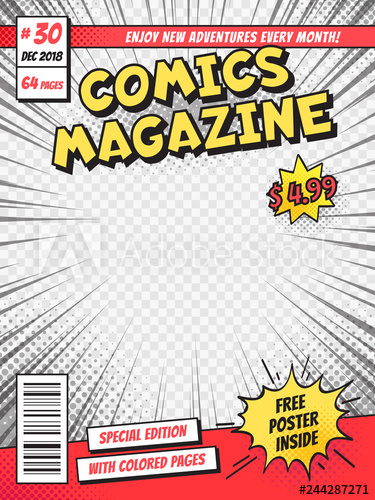 # 30
DEC 2018
64 PAGES
ENJOY NEW ADVENTURES EVERY MONTH!
COMICS
MAGAZINE
$ 4.99
Adobe Stock
SPECIAL EDITION
WITH COLORED PAGES
FREE
POSTER
INSIDE
#244287271